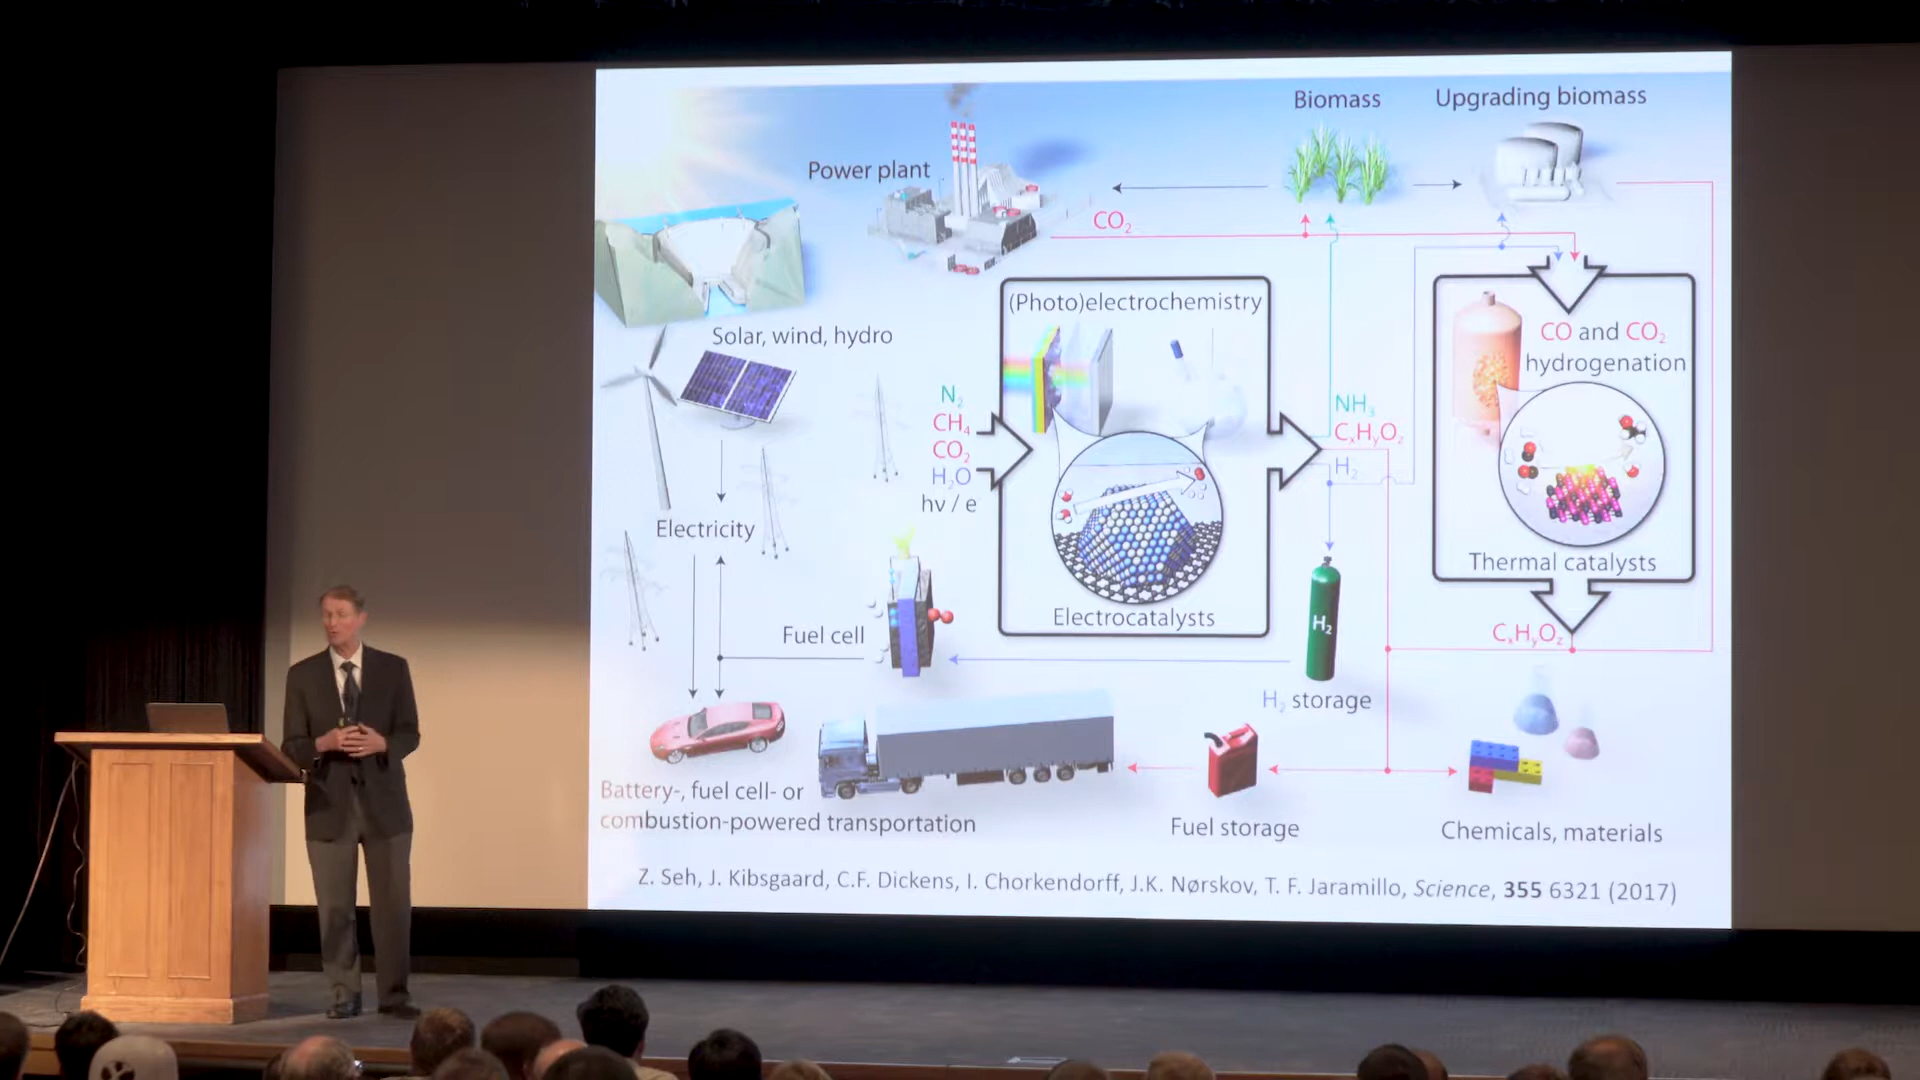 Biomass
Upgrading biomass
Power plant
CO₂
(Photo)electrochemistry
Solar, wind, hydro
CO and CO₂
hydrogenation
N₂
CH₄
CO₂
H₂O
hν / e
NH₃
CₓHᵧO_z
H₂
Electricity
Thermal catalysts
Electrocatalysts
Fuel cell
H₂
CₓHᵧO_z
H₂ storage
Battery-, fuel cell- or
combustion-powered transportation
Fuel storage
Chemicals, materials
Z. Seh, J. Kibsgaard, C.F. Dickens, I. Chorkendorff, J.K. Nørskov, T. F. Jaramillo, Science, 355 6321 (2017)